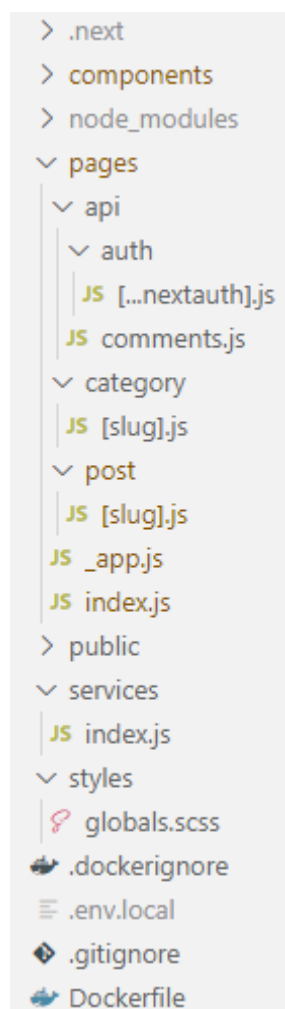 .next
components
node_modules
pages
api
auth
JS [...nextauth].js
JS comments.js
category
JS [slug].js
post
JS [slug].js
JS _app.js
JS index.js
public
services
JS index.js
styles
globals.scss
.dockerignore
.env.local
.gitignore
Dockerfile